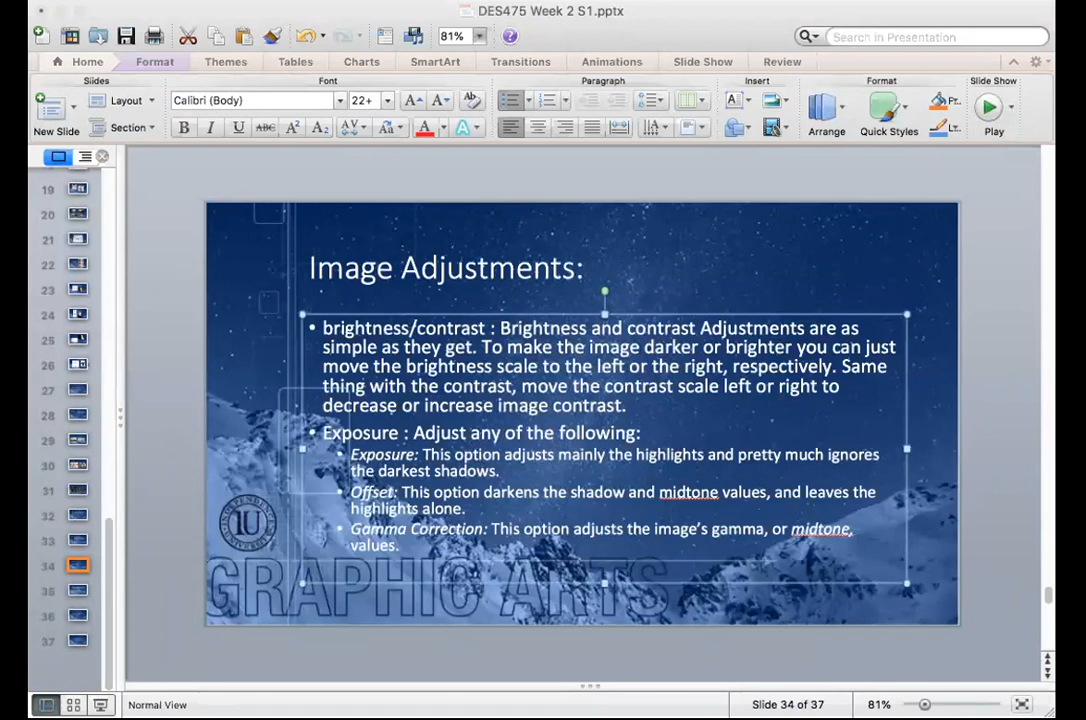 DES475 Week 2 S1.pptx
81%
Search in Presentation
Home Format Themes Tables Charts SmartArt Transitions Animations Slide Show Review
Slides Font Paragraph Insert Format Slide Show
New Slide Layout Section Calibri (Body) 22+ Arrange Quick Styles Play
19
20
21
22
23
24
25
26
27
28
29
30
31
32
33
34
35
36
37
Image Adjustments:
• brightness/contrast : Brightness and contrast Adjustments are as
simple as they get. To make the image darker or brighter you can just
move the brightness scale to the left or the right, respectively. Same
thing with the contrast, move the contrast scale left or right to
decrease or increase image contrast.
• Exposure : Adjust any of the following:
• Exposure: This option adjusts mainly the highlights and pretty much ignores
the darkest shadows.
• Offset: This option darkens the shadow and midtone values, and leaves the
highlights alone.
• Gamma Correction: This option adjusts the image's gamma, or midtone,
values.
IU
GRAPHIC ARTS
Normal View Slide 34 of 37 81%